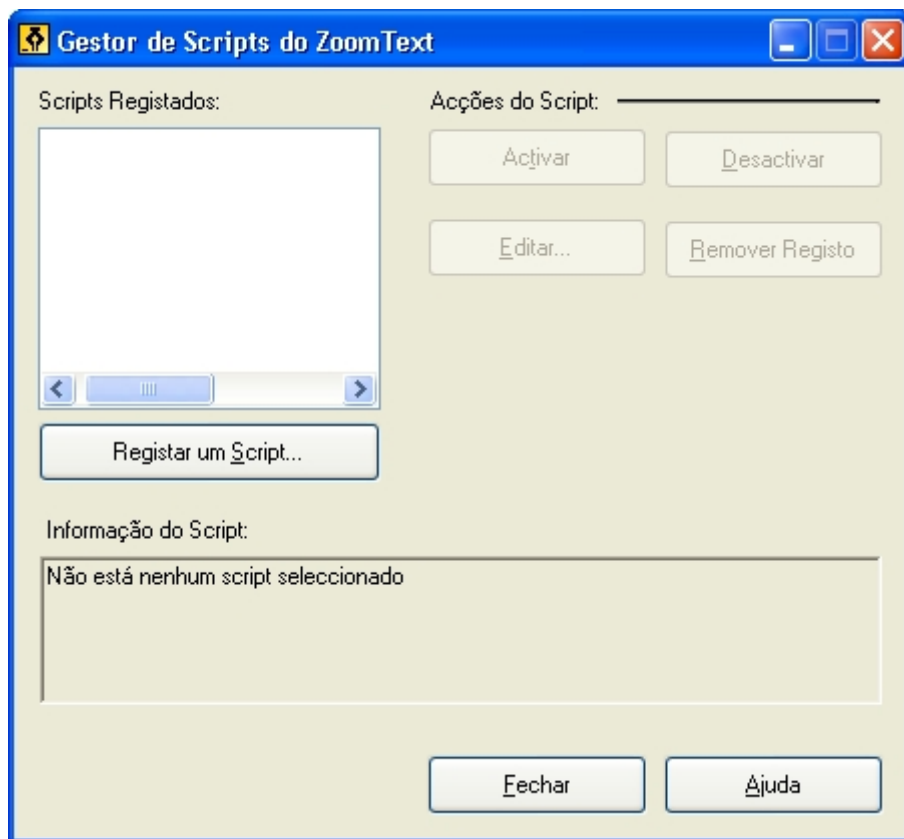 Gestor de Scripts do ZoomText
Scripts Registados:
Acções do Script:
Activar
Desactivar
Editar...
Remover Registo
Registar um Script...
Informação do Script:
Não está nenhum script seleccionado
Fechar
Ajuda